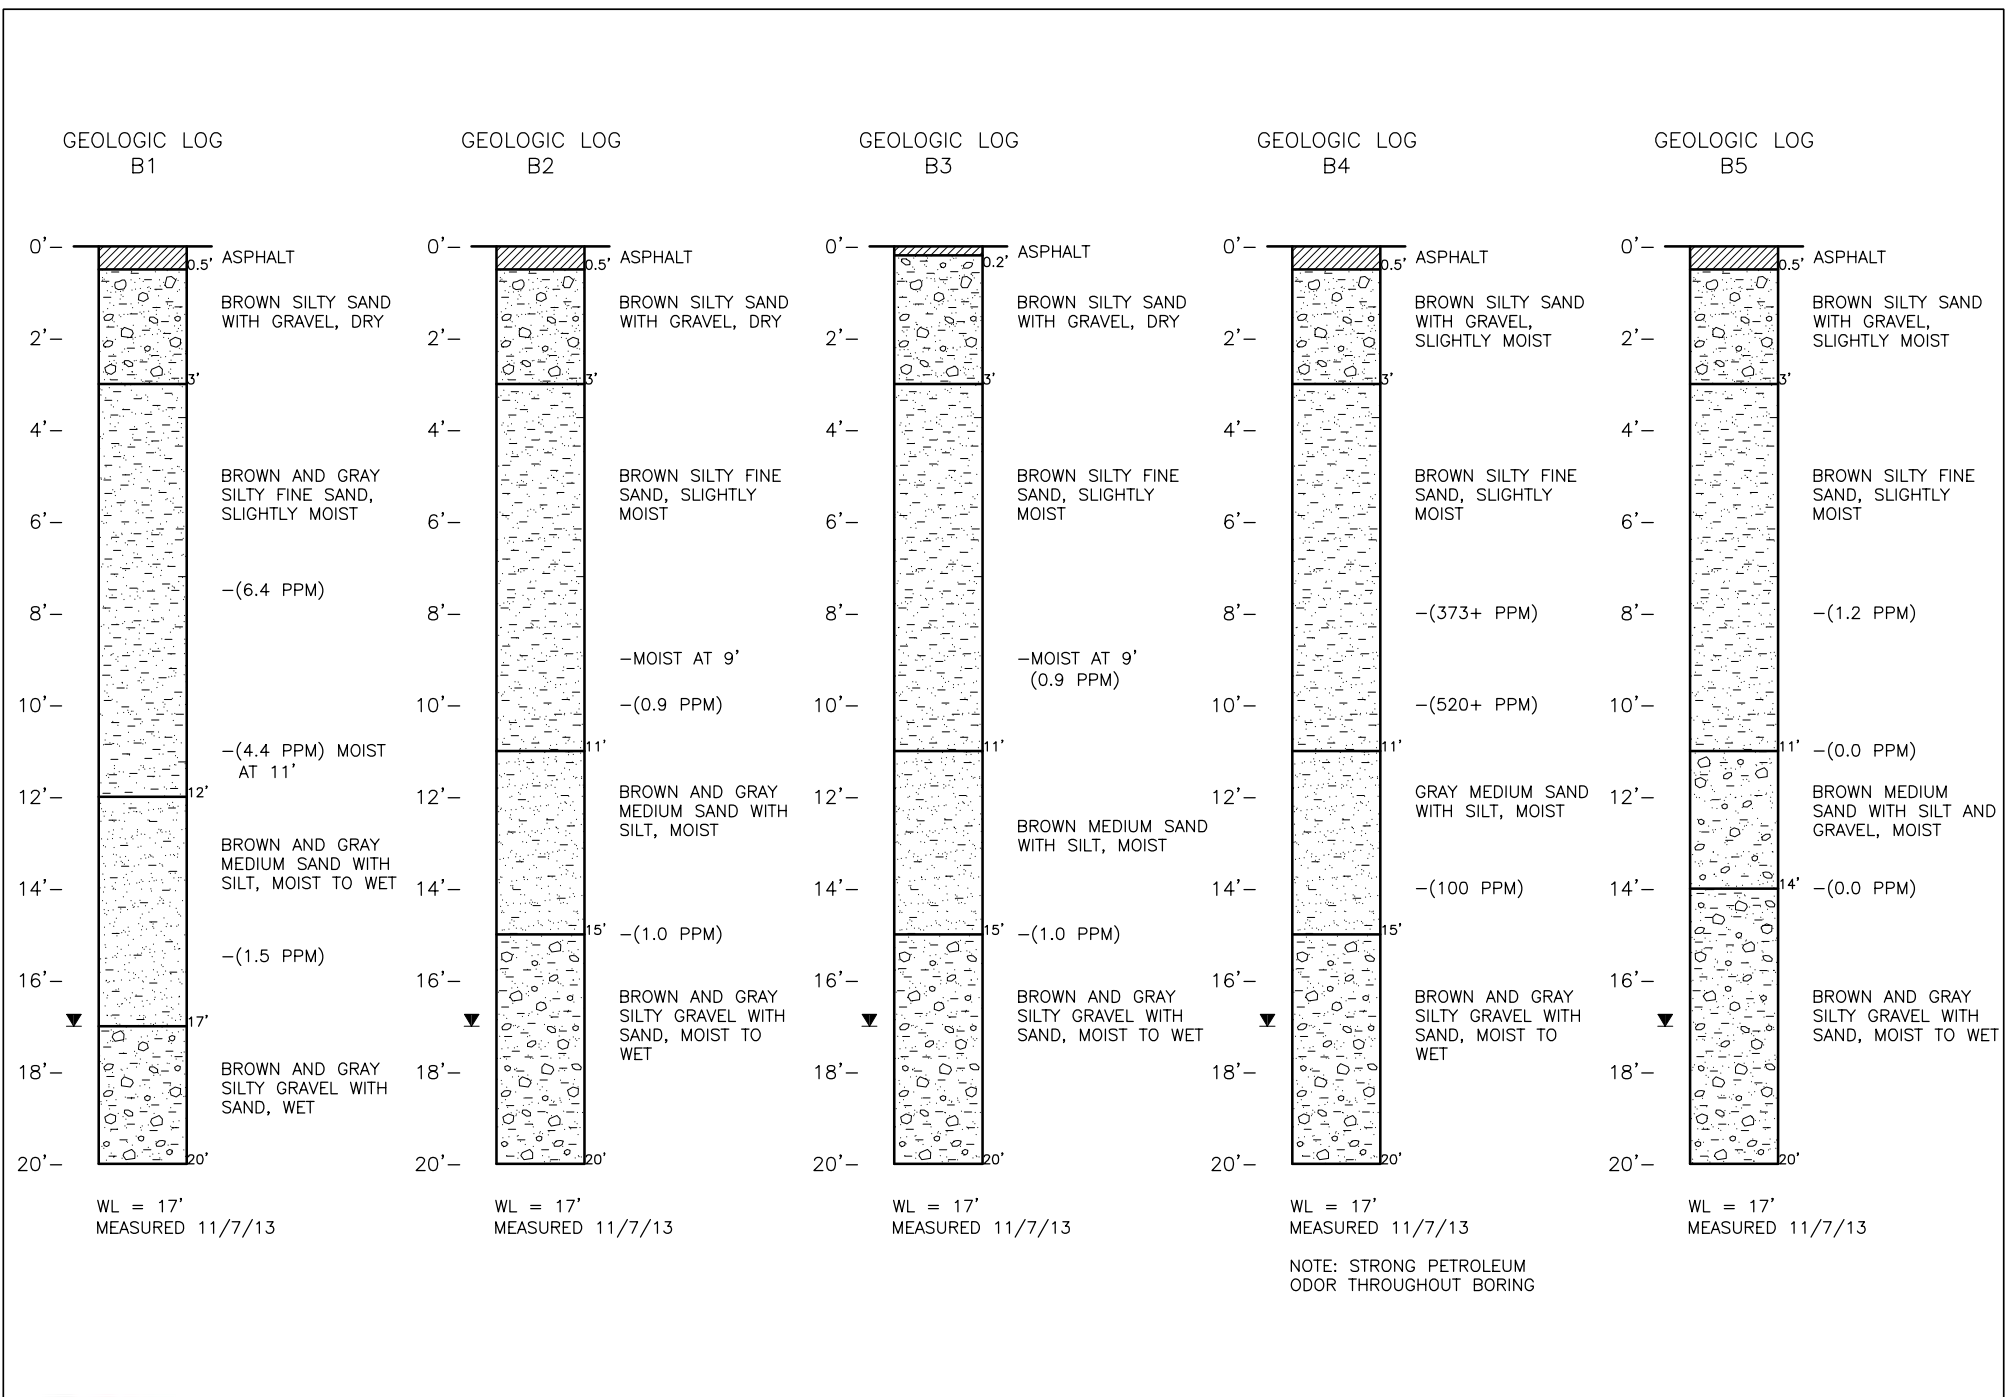 GEOLOGIC LOG
B1
0'—
ASPHALT
0.5'
BROWN SILTY SAND
WITH GRAVEL, DRY
2'—
3'
4'—
BROWN AND GRAY
SILTY FINE SAND,
SLIGHTLY MOIST
6'—
—(6.4 PPM)
8'—
10'—
—(4.4 PPM) MOIST
AT 11'
12'—
12'
BROWN AND GRAY
MEDIUM SAND WITH
SILT, MOIST TO WET
14'—
—(1.5 PPM)
16'—
17'
18'—
BROWN AND GRAY
SILTY GRAVEL WITH
SAND, WET
20'—
20'
WL = 17'
MEASURED 11/7/13
GEOLOGIC LOG
B2
0'—
ASPHALT
0.5'
BROWN SILTY SAND
WITH GRAVEL, DRY
2'—
3'
4'—
BROWN SILTY FINE
SAND, SLIGHTLY
MOIST
6'—
8'—
—MOIST AT 9'
10'—
—(0.9 PPM)
11'
12'—
BROWN AND GRAY
MEDIUM SAND WITH
SILT, MOIST
14'—
15'
—(1.0 PPM)
16'—
BROWN AND GRAY
SILTY GRAVEL WITH
SAND, MOIST TO
WET
18'—
20'—
20'
WL = 17'
MEASURED 11/7/13
GEOLOGIC LOG
B3
0'—
ASPHALT
0.2'
BROWN SILTY SAND
WITH GRAVEL, DRY
2'—
3'
4'—
BROWN SILTY FINE
SAND, SLIGHTLY
MOIST
6'—
8'—
—MOIST AT 9'
(0.9 PPM)
10'—
11'
12'—
BROWN MEDIUM SAND
WITH SILT, MOIST
14'—
15'
—(1.0 PPM)
16'—
BROWN AND GRAY
SILTY GRAVEL WITH
SAND, MOIST TO WET
18'—
20'—
20'
WL = 17'
MEASURED 11/7/13
GEOLOGIC LOG
B4
0'—
ASPHALT
0.5'
BROWN SILTY SAND
WITH GRAVEL,
SLIGHTLY MOIST
2'—
3'
4'—
BROWN SILTY FINE
SAND, SLIGHTLY
MOIST
6'—
8'—
—(373+ PPM)
10'—
—(520+ PPM)
11'
12'—
GRAY MEDIUM SAND
WITH SILT, MOIST
14'—
—(100 PPM)
15'
16'—
BROWN AND GRAY
SILTY GRAVEL WITH
SAND, MOIST TO
WET
18'—
20'—
20'
WL = 17'
MEASURED 11/7/13
NOTE: STRONG PETROLEUM
ODOR THROUGHOUT BORING
GEOLOGIC LOG
B5
0'—
ASPHALT
0.5'
BROWN SILTY SAND
WITH GRAVEL,
SLIGHTLY MOIST
2'—
3'
4'—
BROWN SILTY FINE
SAND, SLIGHTLY
MOIST
6'—
8'—
—(1.2 PPM)
10'—
11'
—(0.0 PPM)
12'—
BROWN MEDIUM
SAND WITH SILT AND
GRAVEL, MOIST
14'—
14'
—(0.0 PPM)
16'—
BROWN AND GRAY
SILTY GRAVEL WITH
SAND, MOIST TO WET
18'—
20'—
20'
WL = 17'
MEASURED 11/7/13